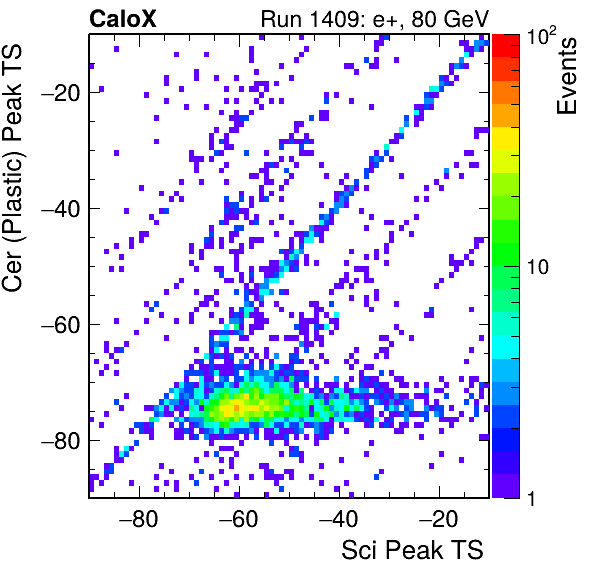 CaloX Run 1409: e+, 80 GeV
Cer (Plastic) Peak TS
−20
−40
−60
−80
−80 −60 −40 −20
Sci Peak TS
10²
10
1
Events